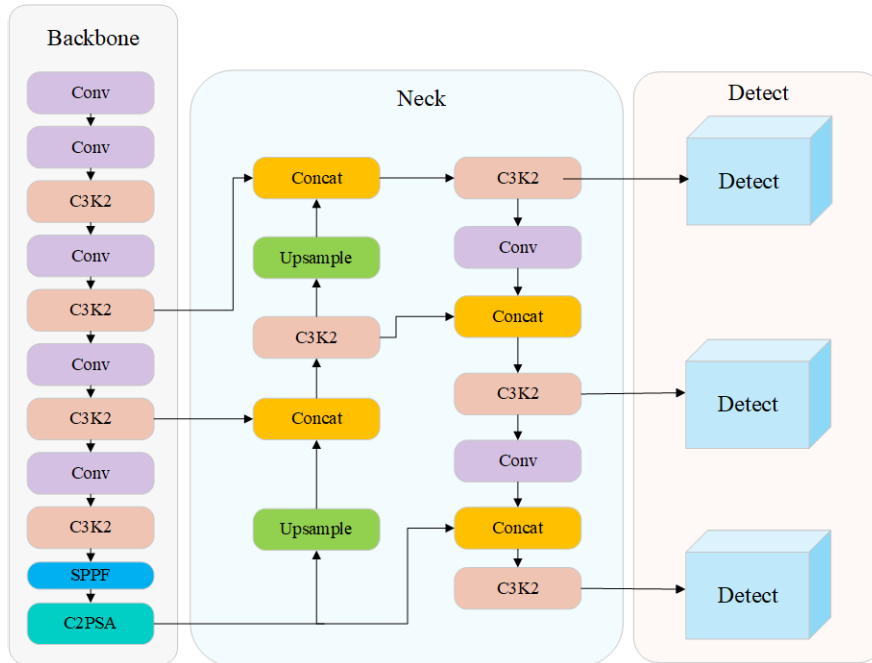 Backbone
Conv
Conv
C3K2
Conv
C3K2
Conv
C3K2
Conv
C3K2
SPPF
C2PSA
Neck
Concat
Upsample
C3K2
Concat
Upsample
C3K2
Conv
Concat
C3K2
Conv
Concat
C3K2
Detect
Detect
Detect
Detect